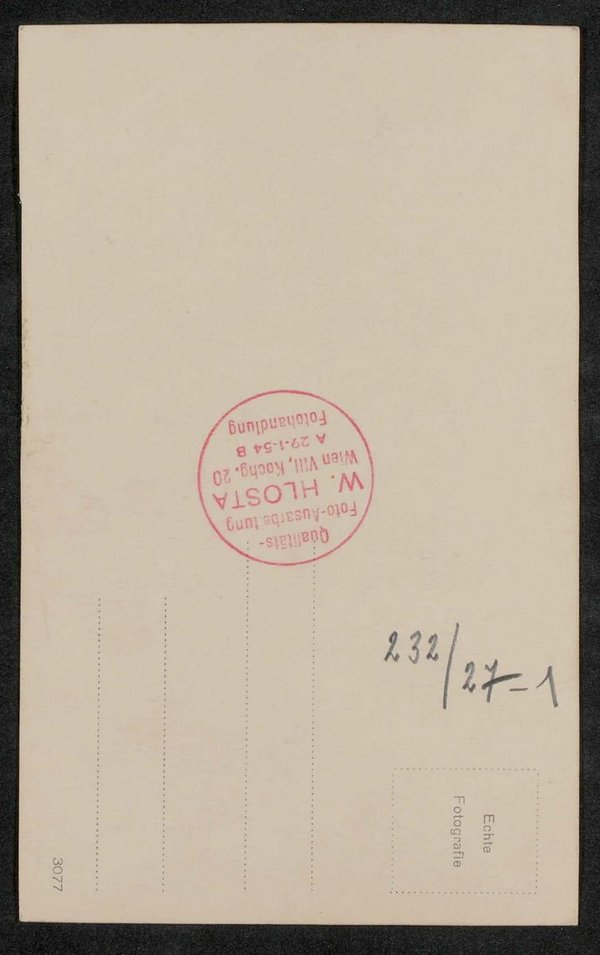 Qualitäts-
Foto-Ausarbeitung
W. HLOSTA
Wien VIII, Kochg. 20
A 29-1-54 B
Fotohandlung
232/27-1
Echte
Fotografie
3077